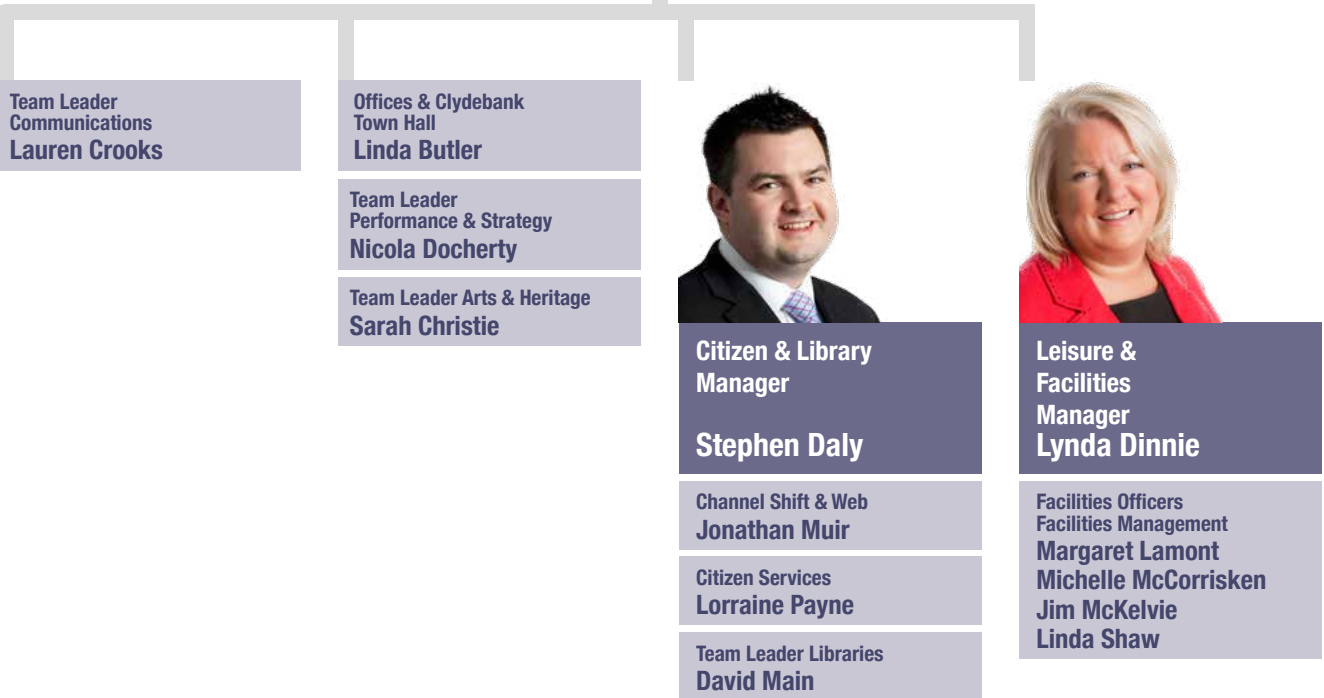 Team Leader
Communications
Lauren Crooks
Offices & Clydebank
Town Hall
Linda Butler
Team Leader
Performance & Strategy
Nicola Docherty
Team Leader Arts & Heritage
Sarah Christie
Citizen & Library
Manager
Stephen Daly
Channel Shift & Web
Jonathan Muir
Citizen Services
Lorraine Payne
Team Leader Libraries
David Main
Leisure &
Facilities
Manager
Lynda Dinnie
Facilities Officers
Facilities Management
Margaret Lamont
Michelle McCorrisken
Jim McKelvie
Linda Shaw